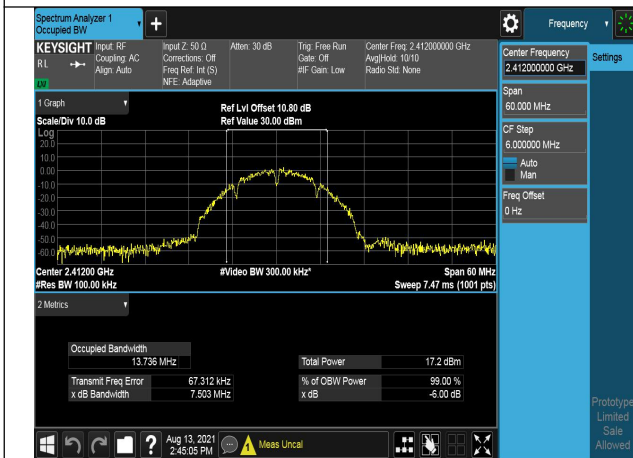 Spectrum Analyzer 1
Occupied BW
Frequency
KEYSIGHT
RL
LXI
Input: RF
Coupling: AC
Align: Auto
Input Z: 50 Ω
Corrections: Off
Freq Ref: Int (S)
NFE: Adaptive
Atten: 30 dB
Trig: Free Run
Gate: Off
#IF Gain: Low
Center Freq: 2.412000000 GHz
Avg|Hold: 10/10
Radio Std: None
Center Frequency
2.412000000 GHz
Settings
Span
60.000 MHz
CF Step
6.000000 MHz
Auto
Man
Freq Offset
0 Hz
1 Graph
Scale/Div 10.0 dB
Ref Lvl Offset 10.80 dB
Ref Value 30.00 dBm
Log
20.0
10.0
0.00
-10.0
-20.0
-30.0
-40.0
-50.0
-60.0
Center 2.41200 GHz
#Res BW 100.00 kHz
#Video BW 300.00 kHz*
Span 60 MHz
Sweep 7.47 ms (1001 pts)
2 Metrics
Occupied Bandwidth
13.736 MHz
Total Power 17.2 dBm
Transmit Freq Error 67.312 kHz
% of OBW Power 99.00 %
x dB Bandwidth 7.503 MHz
x dB -6.00 dB
Prototype
Limited
Sale
Allowed
?
Aug 13, 2021
2:45:05 PM
Meas Uncal